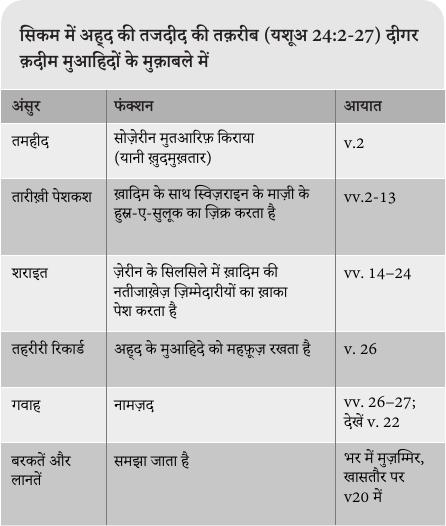 सिकम में अह्द की तजदीद की तक़रीब (यशूअ 24:2-27) दीगर
क़दीम मुआहिदों के मुक़ाबले में
अंसुर
फंक्शन
आयात
तमहीद
सोज़ेरीन मुतआरिफ़ किराया
(यानी ख़ुदमुख़तार)
v.2
तारीख़ी पेशकश
ख़ादिम के साथ स्विज़राइन के माज़ी के
हुस्न-ए-सुलूक का ज़िक्र करता है
vv.2-13
शराइत
ज़ेरीन के सिलसिले में ख़ादिम की
नतीजाख़ेज़ ज़िम्मेदारीयों का ख़ाका
पेश करता है
vv. 14–24
तहरीरी रिकार्ड
अह्द के मुआहिदे को महफ़ूज़ रखता है
v. 26
गवाह
नामज़द
vv. 26–27;
देखें v. 22
बरकतें और
लानतें
समझा जाता है
भर में मुज़म्मिर,
खासतौर पर
v20 में